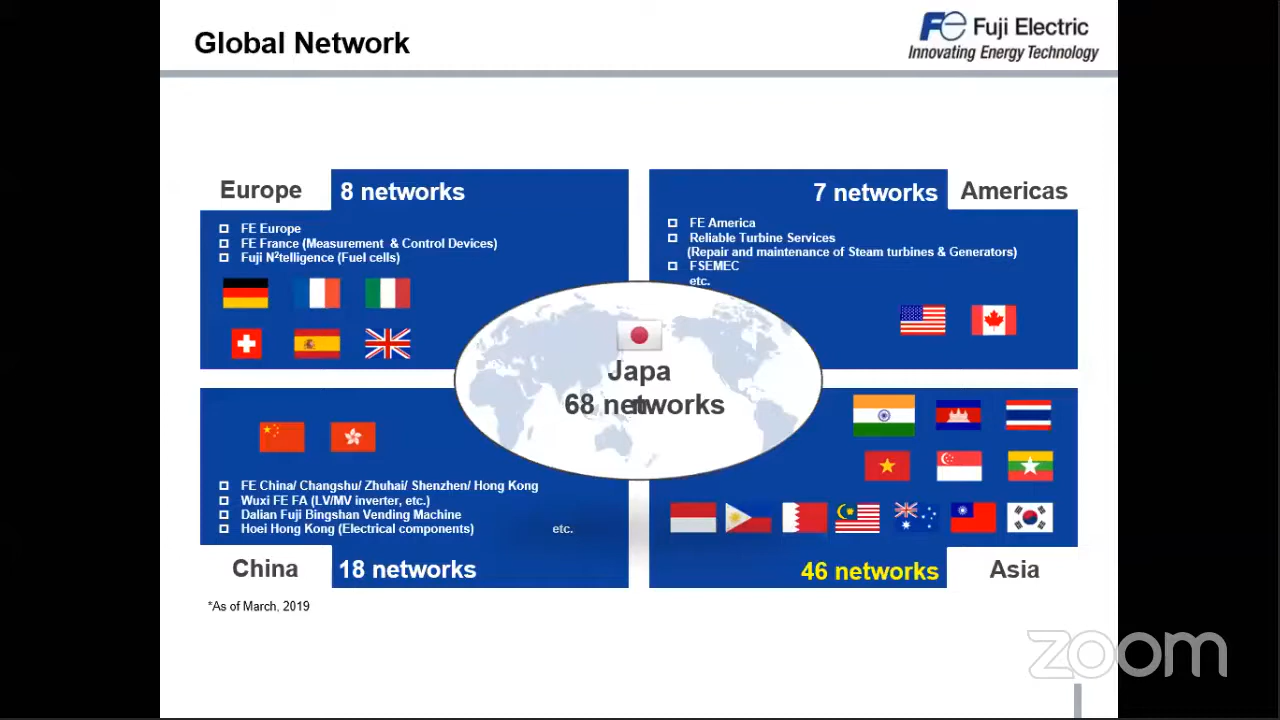 Global Network
Fe Fuji Electric
Innovating Energy Technology
Europe
8 networks
FE Europe
FE France (Measurement & Control Devices)
Fuji N²telligence (Fuel cells)
7 networks
Americas
FE America
Reliable Turbine Services
(Repair and maintenance of Steam turbines & Generators)
FSEMEC
etc.
Japa
68 networks
FE China/ Changshu/ Zhuhai/ Shenzhen/ Hong Kong
Wuxi FE FA (LV/MV inverter, etc.)
Dalian Fuji Bingshan Vending Machine
Hoei Hong Kong (Electrical components)
etc.
China
18 networks
46 networks
Asia
*As of March, 2019
zoom